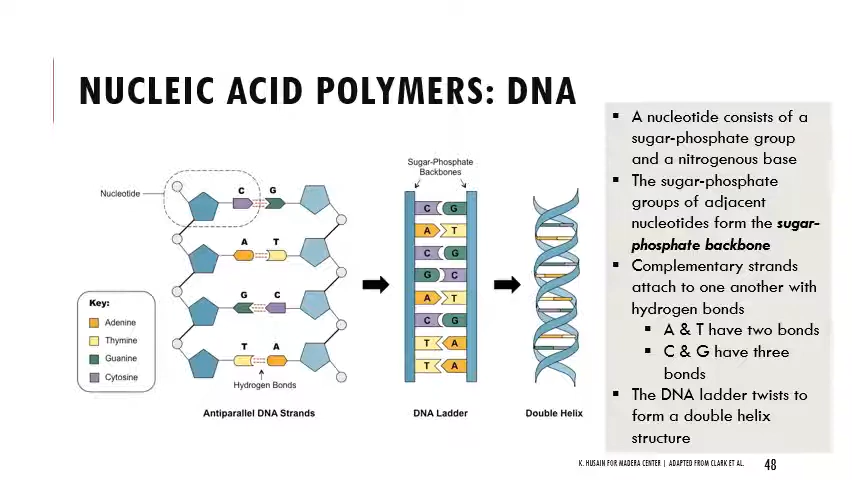 NUCLEIC ACID POLYMERS: DNA
Sugar-Phosphate
Backbones
Nucleotide
C G
A T
G C
T A
Hydrogen Bonds
Key:
Adenine
Thymine
Guanine
Cytosine
Antiparallel DNA Strands
C G
A T
C G
G C
A T
C G
T A
T A
DNA Ladder
Double Helix
▪ A nucleotide consists of a
sugar-phosphate group
and a nitrogenous base
▪ The sugar-phosphate
groups of adjacent
nucleotides form the sugar-
phosphate backbone
▪ Complementary strands
attach to one another with
hydrogen bonds
▪ A & T have two bonds
▪ C & G have three
bonds
▪ The DNA ladder twists to
form a double helix
structure
K. HUSAIN FOR MADERA CENTER | ADAPTED FROM CLARK ET AL.
48